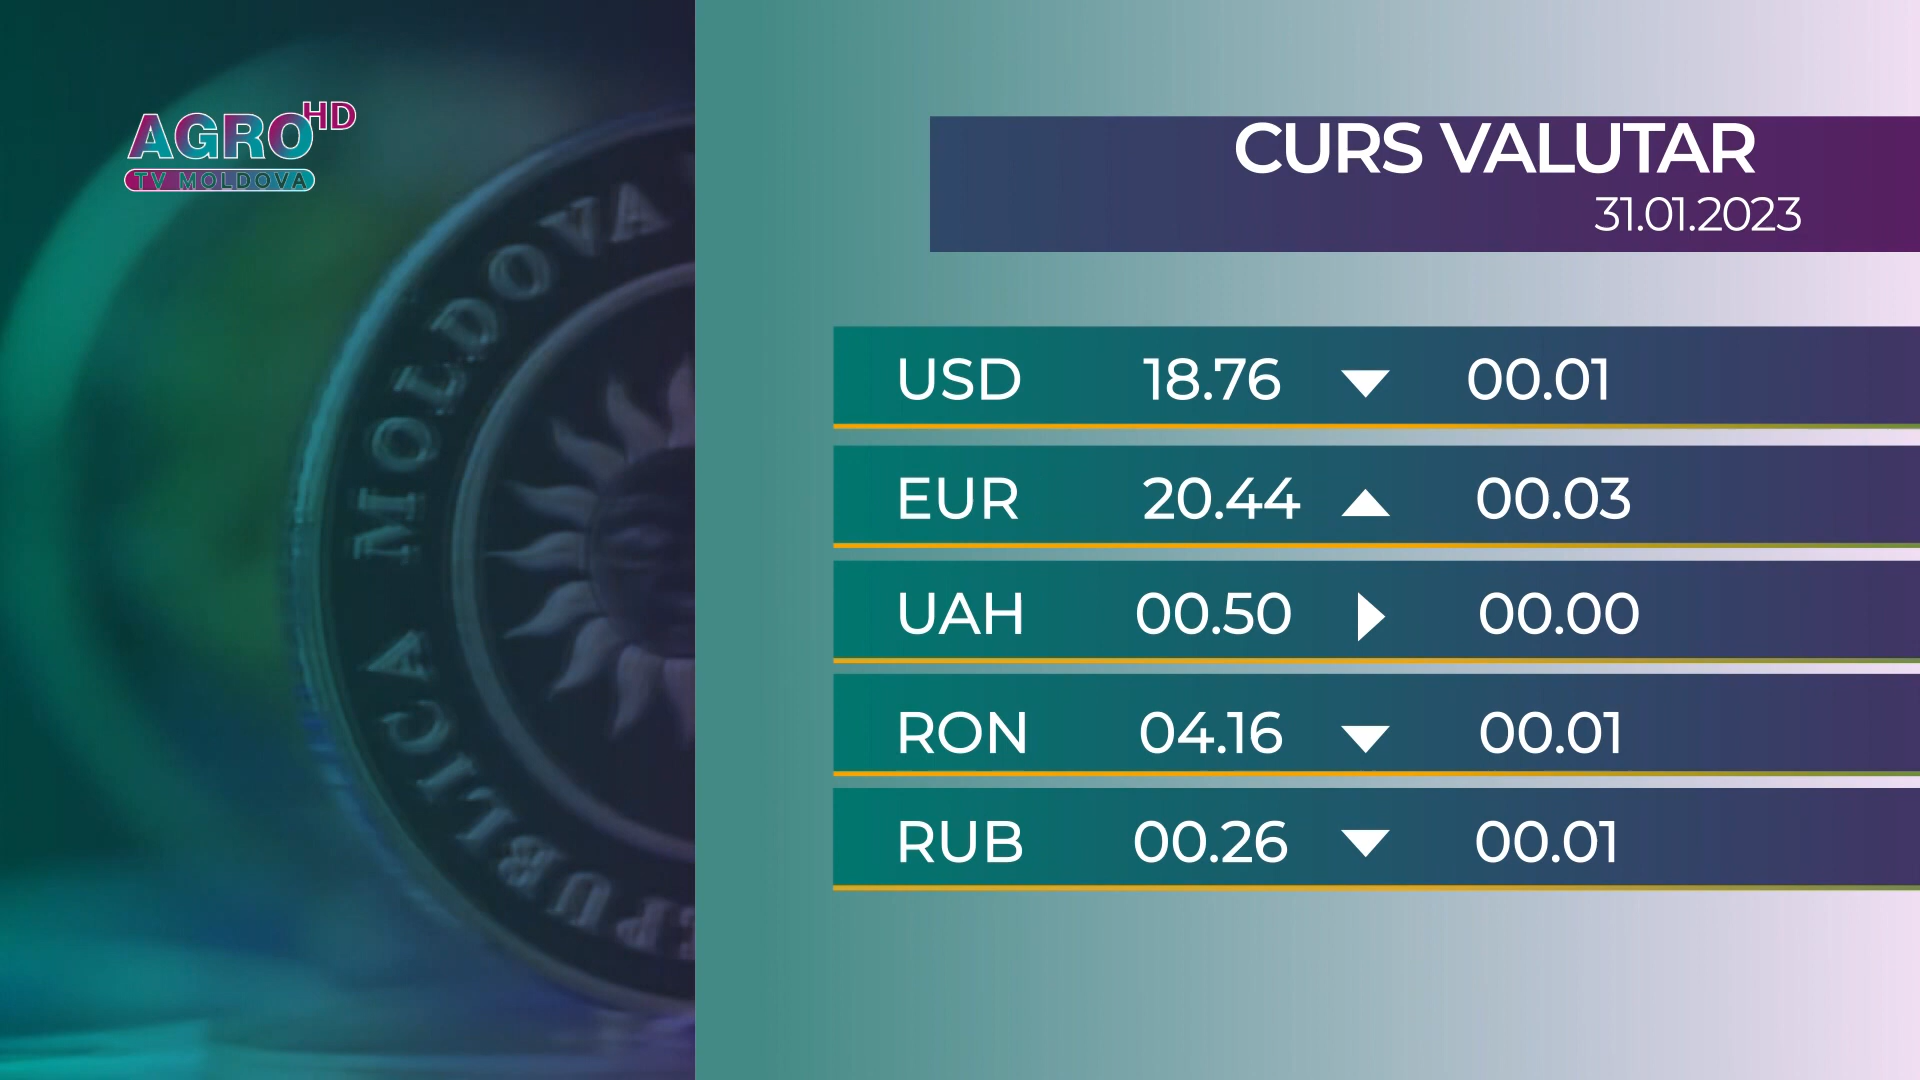 AGRO HD
TV MOLDOVA
REPUBLICA MOLDOVA
CURS VALUTAR
31.01.2023
USD 18.76 ▼ 00.01
EUR 20.44 ▲ 00.03
UAH 00.50 ▶ 00.00
RON 04.16 ▼ 00.01
RUB 00.26 ▼ 00.01